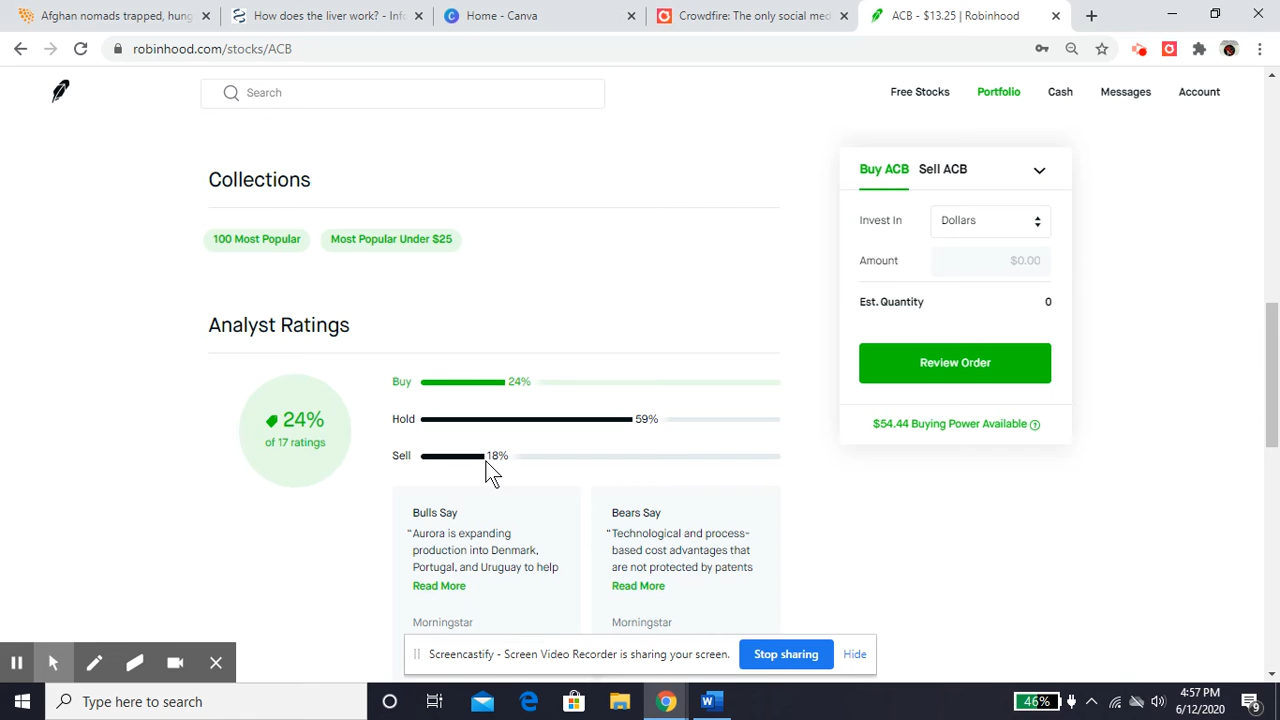 Afghan nomads trapped, hung
How does the liver work? - Inf
Home - Canva
Crowdfire: The only social med
ACB - $13.25 | Robinhood
robinhood.com/stocks/ACB
Search
Free Stocks
Portfolio
Cash
Messages
Account
Collections
100 Most Popular
Most Popular Under $25
Analyst Ratings
24%
of 17 ratings
Buy 24%
Hold 59%
Sell 18%
Bulls Say
“Aurora is expanding
production into Denmark,
Portugal, and Uruguay to help
Read More
Morningstar
Bears Say
“Technological and process-
based cost advantages that
are not protected by patents
Read More
Morningstar
Buy ACB
Sell ACB
Invest In Dollars
Amount $0.00
Est. Quantity 0
Review Order
$54.44 Buying Power Available ?
Screencastify - Screen Video Recorder is sharing your screen.
Stop sharing
Hide
Type here to search
46%
4:57 PM
6/12/2020
9